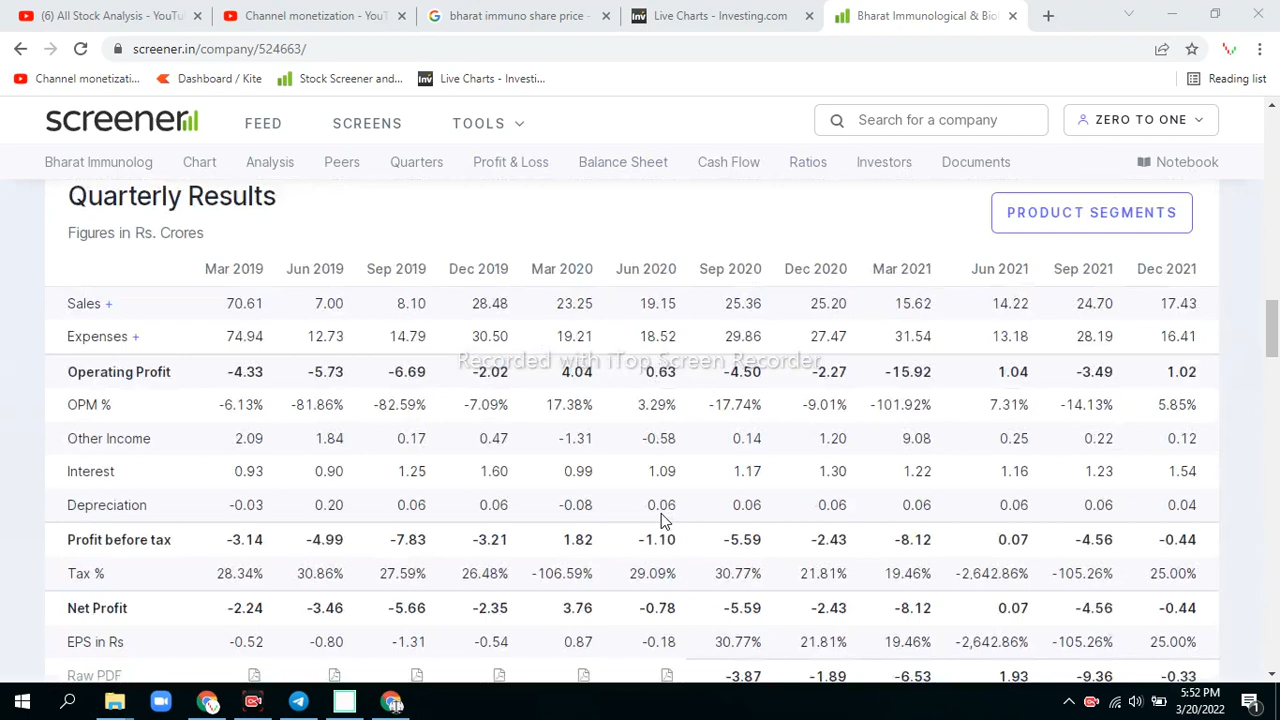 (6) All Stock Analysis - YouTu
Channel monetization - YouT
bharat immuno share price -
Live Charts - Investing.com
Bharat Immunological & Bio
screener.in/company/524663/
Channel monetizati...
Dashboard / Kite
Stock Screener and...
Live Charts - Investi...
Reading list
screener
FEED
SCREENS
TOOLS
Search for a company
ZERO TO ONE
Bharat Immunolog Chart Analysis Peers Quarters Profit & Loss Balance Sheet Cash Flow Ratios Investors Documents Notebook
Quarterly Results
PRODUCT SEGMENTS
Figures in Rs. Crores
Mar 2019 Jun 2019 Sep 2019 Dec 2019 Mar 2020 Jun 2020 Sep 2020 Dec 2020 Mar 2021 Jun 2021 Sep 2021 Dec 2021
Sales + 70.61 7.00 8.10 28.48 23.25 19.15 25.36 25.20 15.62 14.22 24.70 17.43
Expenses + 74.94 12.73 14.79 30.50 19.21 18.52 29.86 27.47 31.54 13.18 28.19 16.41
Recorded with iTop Screen Recorder
Operating Profit -4.33 -5.73 -6.69 -2.02 4.04 0.63 -4.50 -2.27 -15.92 1.04 -3.49 1.02
OPM % -6.13% -81.86% -82.59% -7.09% 17.38% 3.29% -17.74% -9.01% -101.92% 7.31% -14.13% 5.85%
Other Income 2.09 1.84 0.17 0.47 -1.31 -0.58 0.14 1.20 9.08 0.25 0.22 0.12
Interest 0.93 0.90 1.25 1.60 0.99 1.09 1.17 1.30 1.22 1.16 1.23 1.54
Depreciation -0.03 0.20 0.06 0.06 -0.08 0.06 0.06 0.06 0.06 0.06 0.06 0.04
Profit before tax -3.14 -4.99 -7.83 -3.21 1.82 -1.10 -5.59 -2.43 -8.12 0.07 -4.56 -0.44
Tax % 28.34% 30.86% 27.59% 26.48% -106.59% 29.09% 30.77% 21.81% 19.46% -2,642.86% -105.26% 25.00%
Net Profit -2.24 -3.46 -5.66 -2.35 3.76 -0.78 -5.59 -2.43 -8.12 0.07 -4.56 -0.44
EPS in Rs -0.52 -0.80 -1.31 -0.54 0.87 -0.18 30.77% 21.81% 19.46% -2,642.86% -105.26% 25.00%
Raw PDF -3.87 -1.89 -6.53 1.93 -9.36 -0.33
5:52 PM
3/20/2022